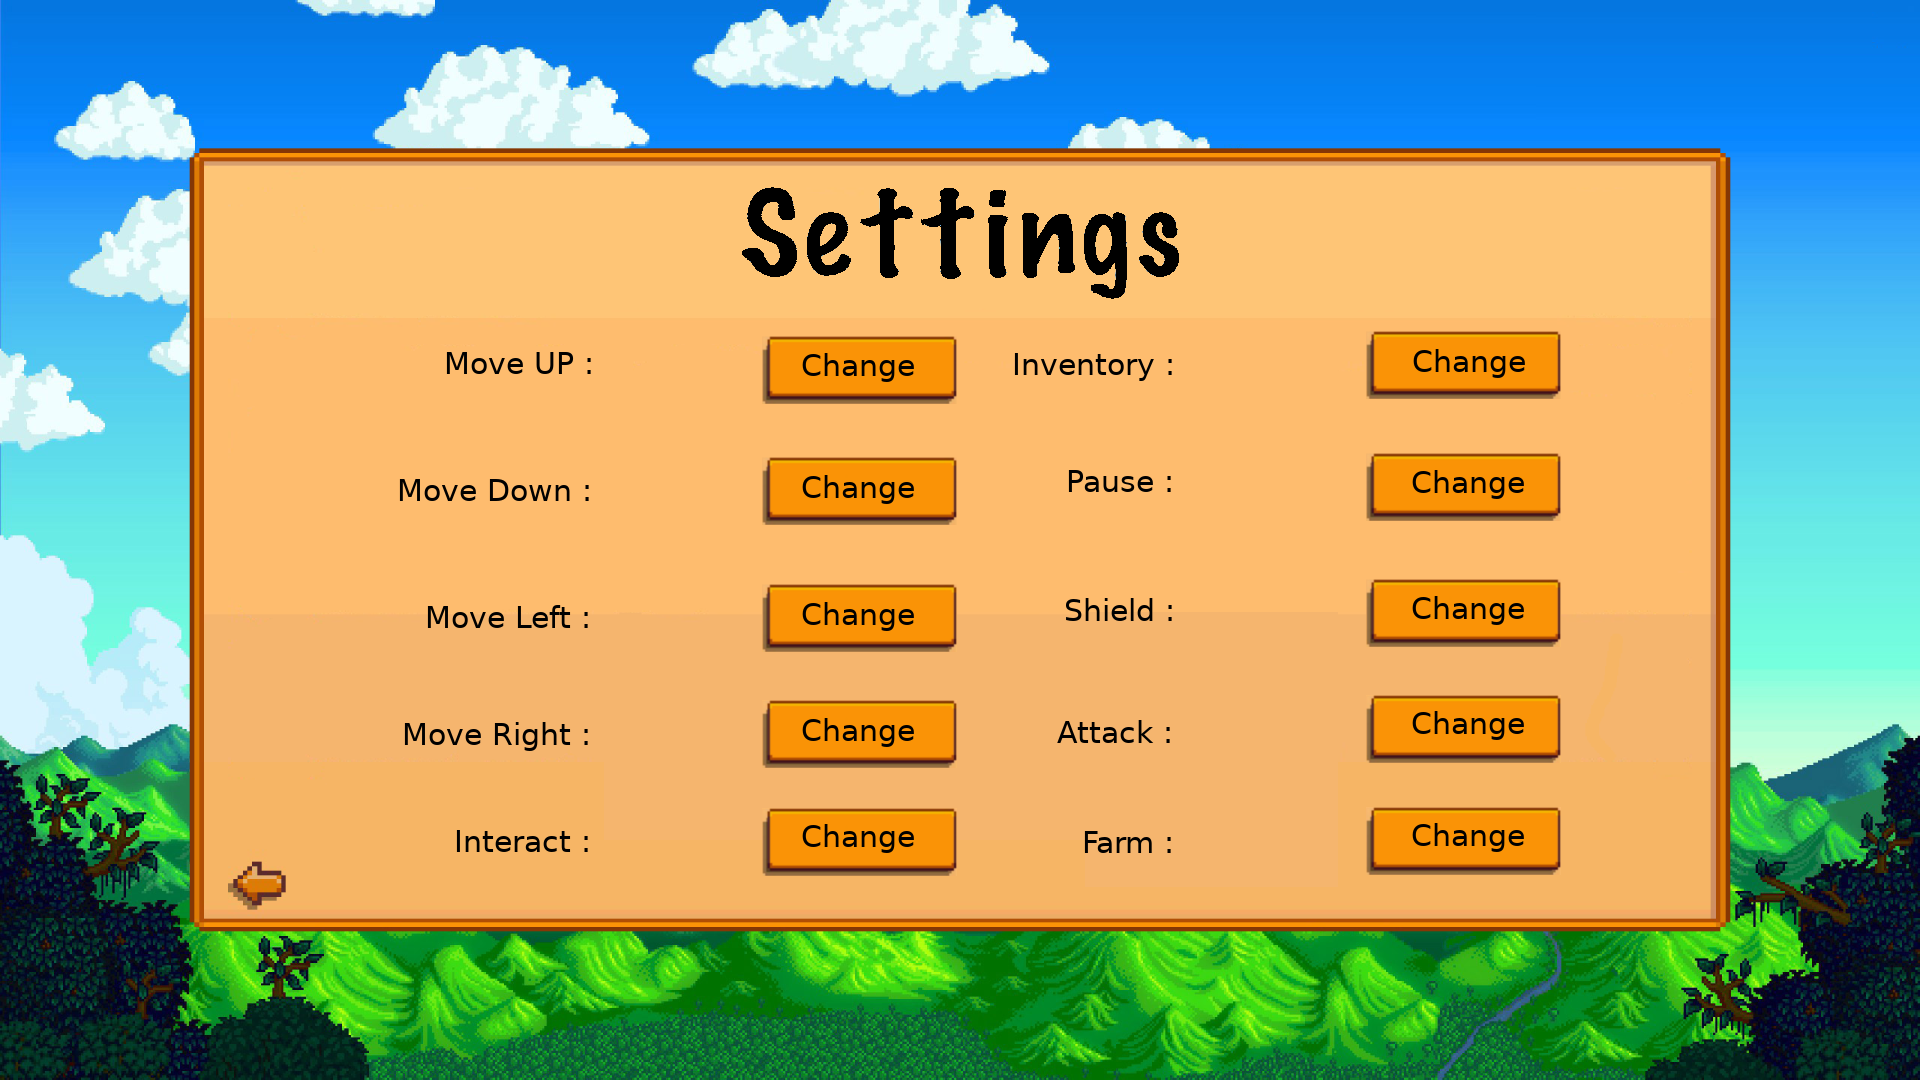 Settings
Move UP : Change Inventory : Change
Move Down : Change Pause : Change
Move Left : Change Shield : Change
Move Right : Change Attack : Change
Interact : Change Farm : Change